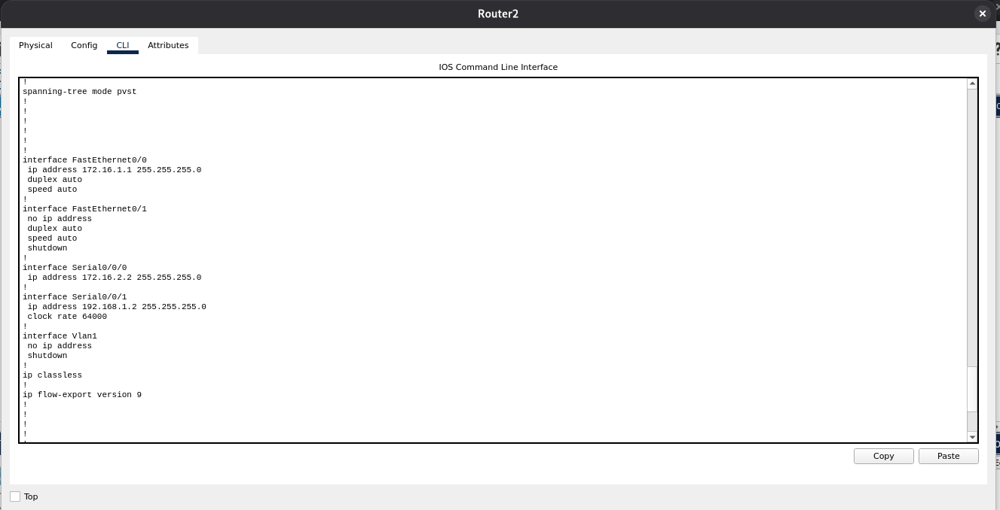 Router2
Physical Config CLI Attributes
IOS Command Line Interface
!
spanning-tree mode pvst
!
!
!
!
!
!
interface FastEthernet0/0
 ip address 172.16.1.1 255.255.255.0
 duplex auto
 speed auto
!
interface FastEthernet0/1
 no ip address
 duplex auto
 speed auto
 shutdown
!
interface Serial0/0/0
 ip address 172.16.2.2 255.255.255.0
!
interface Serial0/0/1
 ip address 192.168.1.2 255.255.255.0
 clock rate 64000
!
interface Vlan1
 no ip address
 shutdown
!
ip classless
!
ip flow-export version 9
!
!
!
!
Copy Paste
Top